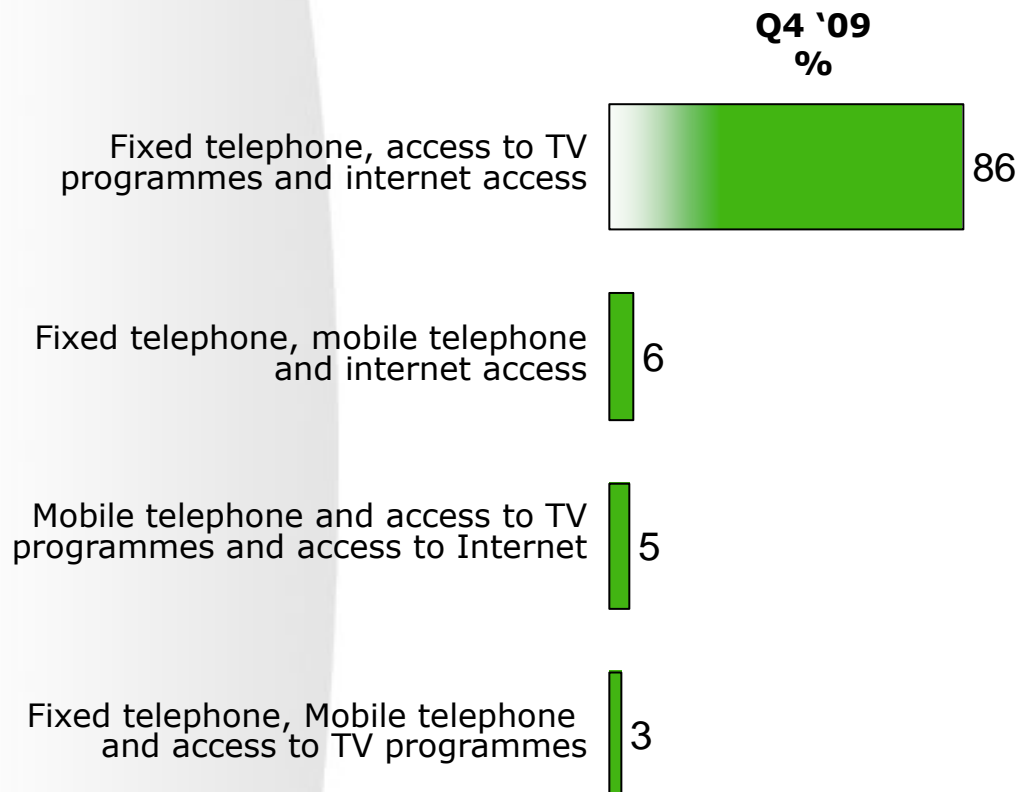 Q4 ‘09
%
Fixed telephone, access to TV
programmes and internet access
86
Fixed telephone, mobile telephone
and internet access
6
Mobile telephone and access to TV
programmes and access to Internet
5
Fixed telephone, Mobile telephone
and access to TV programmes
3